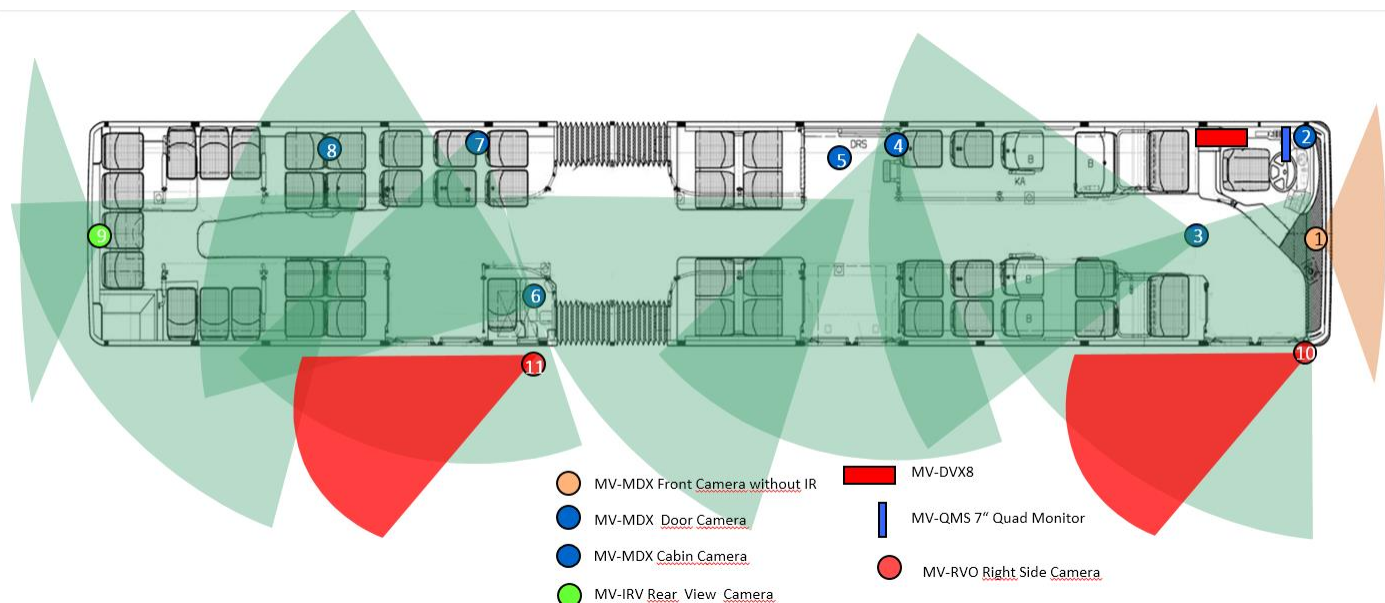 7
2
4
8
DRS
5
B
B
KA
9
3
1
B
6
B
11
10
MV-MDX Front Camera without IR
MV-DVX8
MV-MDX Door Camera
MV-QMS 7“ Quad Monitor
MV-MDX Cabin Camera
MV-RVO Right Side Camera
MV-IRV Rear View Camera